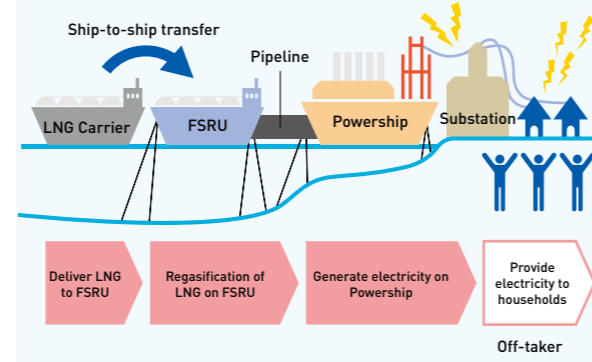 Ship-to-ship transfer
Pipeline
LNG Carrier
FSRU
Powership
Substation
Deliver LNG
to FSRU
Regasification of
LNG on FSRU
Generate electricity on
Powership
Provide
electricity to
households
Off-taker